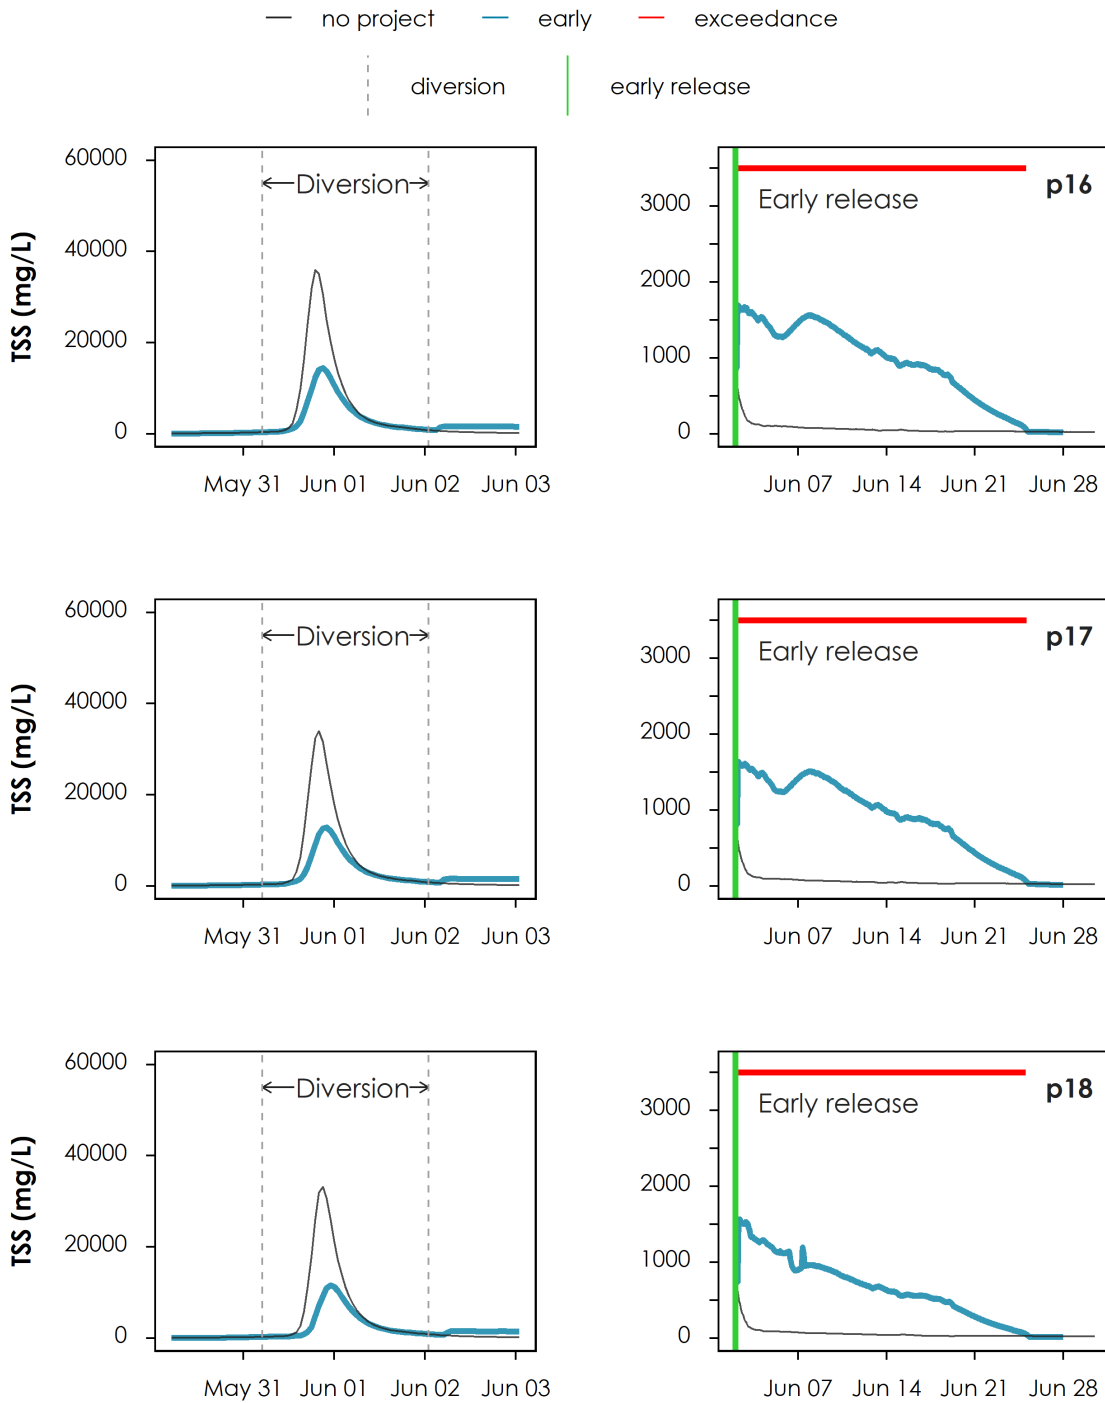 no project early exceedance
diversion early release
60000
40000
20000
0
TSS (mg/L)
Diversion
May 31 Jun 01 Jun 02 Jun 03
3000
2000
1000
0
Early release
p16
Jun 07 Jun 14 Jun 21 Jun 28
60000
40000
20000
0
TSS (mg/L)
Diversion
May 31 Jun 01 Jun 02 Jun 03
3000
2000
1000
0
Early release
p17
Jun 07 Jun 14 Jun 21 Jun 28
60000
40000
20000
0
TSS (mg/L)
Diversion
May 31 Jun 01 Jun 02 Jun 03
3000
2000
1000
0
Early release
p18
Jun 07 Jun 14 Jun 21 Jun 28